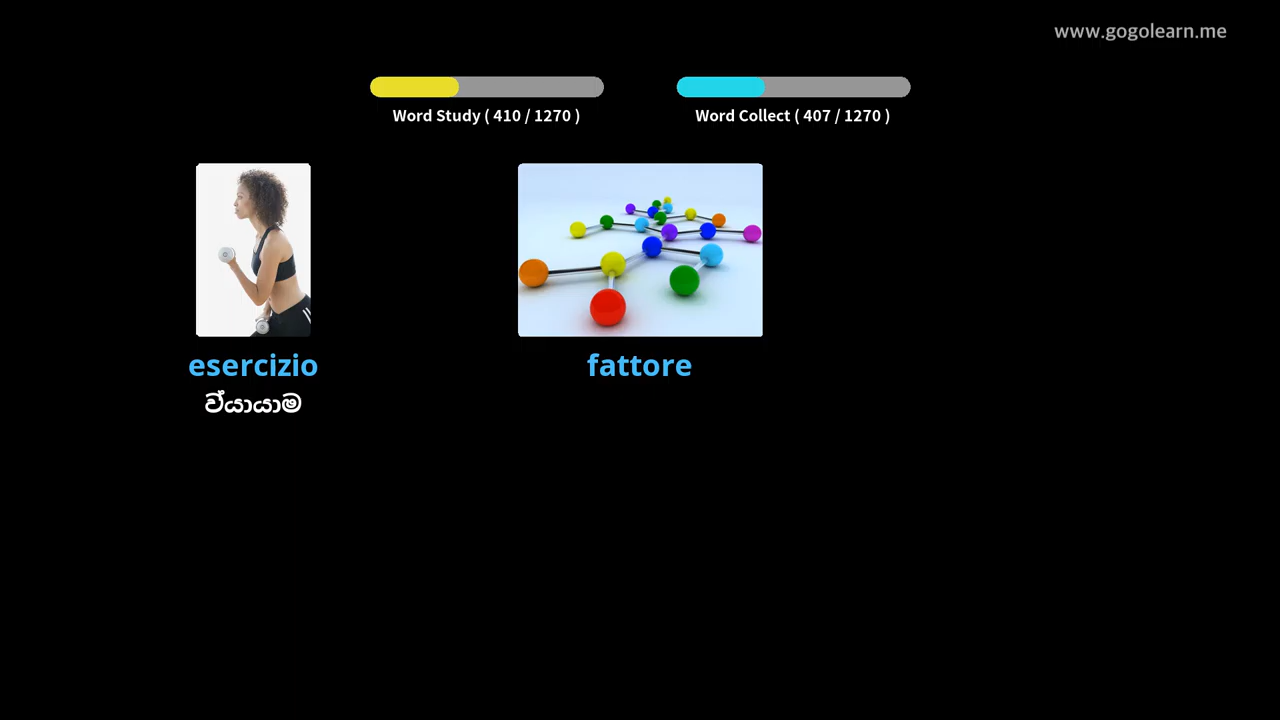 www.gogolearn.me
Word Study ( 410 / 1270 )
Word Collect ( 407 / 1270 )
esercizio
fattore
ව්යායාම